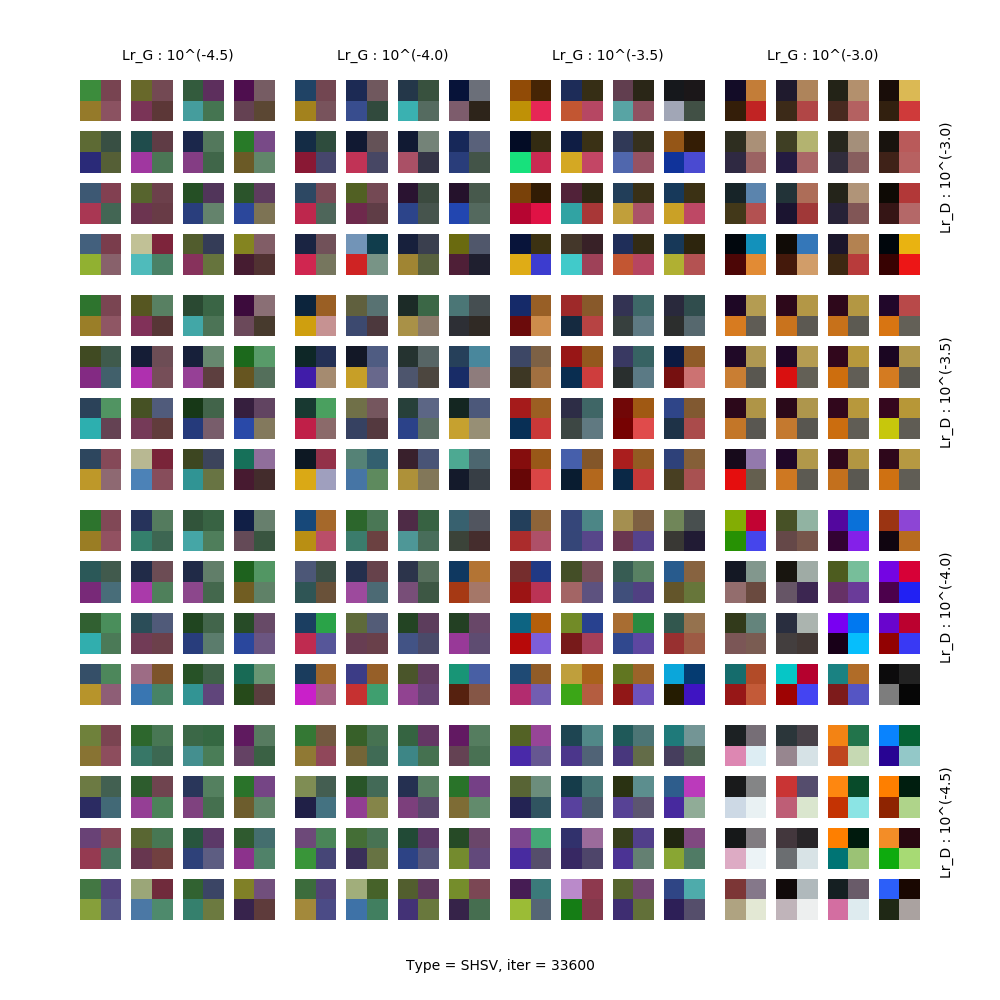 Lr_G : 10^(-4.5)
Lr_G : 10^(-4.0)
Lr_G : 10^(-3.5)
Lr_G : 10^(-3.0)
Lr_D : 10^(-3.0)
Lr_D : 10^(-3.5)
Lr_D : 10^(-4.0)
Lr_D : 10^(-4.5)
Type = SHSV, iter = 33600